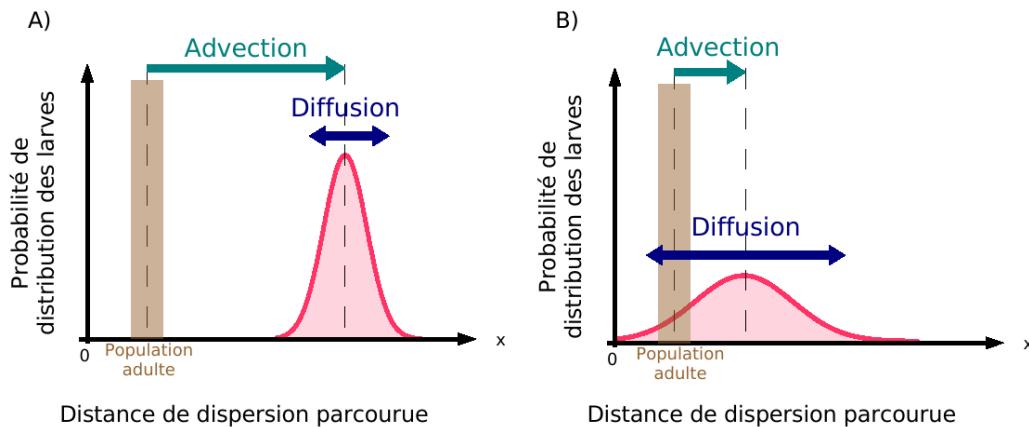 A)
Advection
Diffusion
Probabilité de
distribution des larves
0
Population
adulte
x
Distance de dispersion parcourue
B)
Advection
Diffusion
Probabilité de
distribution des larves
0
Population
adulte
x
Distance de dispersion parcourue